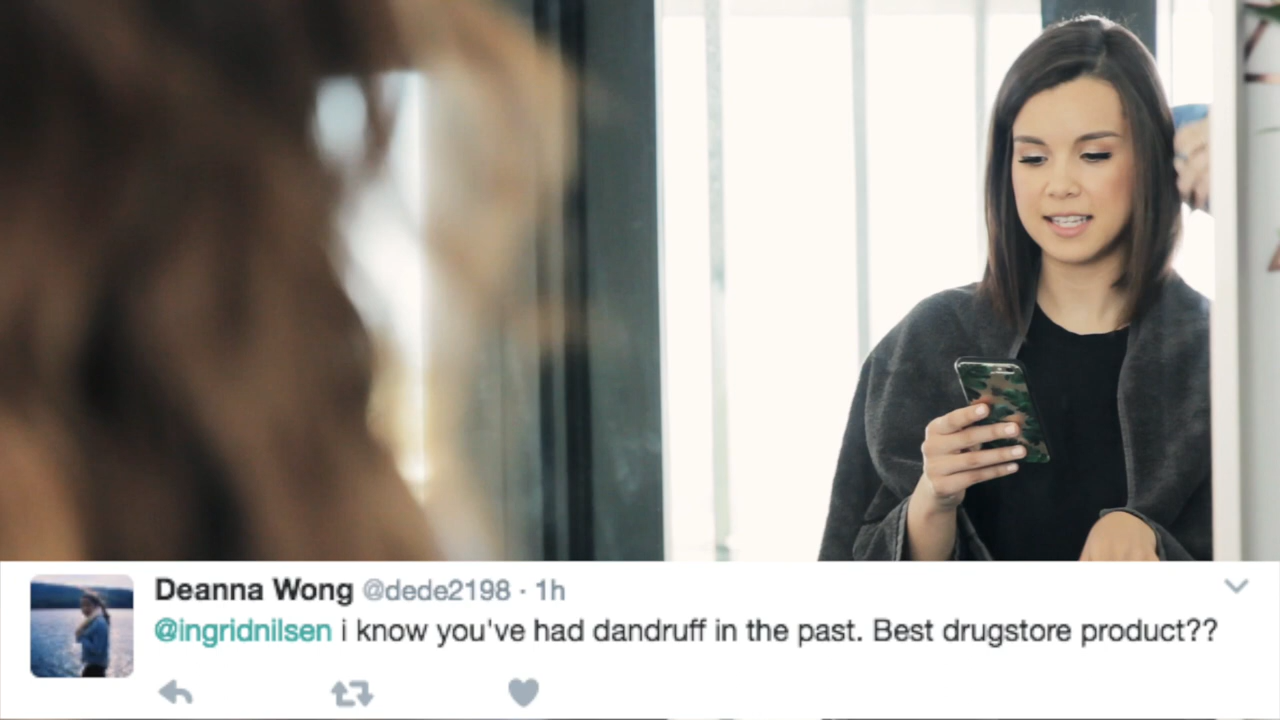 Deanna Wong @dede2198 · 1h
@ingridnilsen i know you've had dandruff in the past. Best drugstore product??